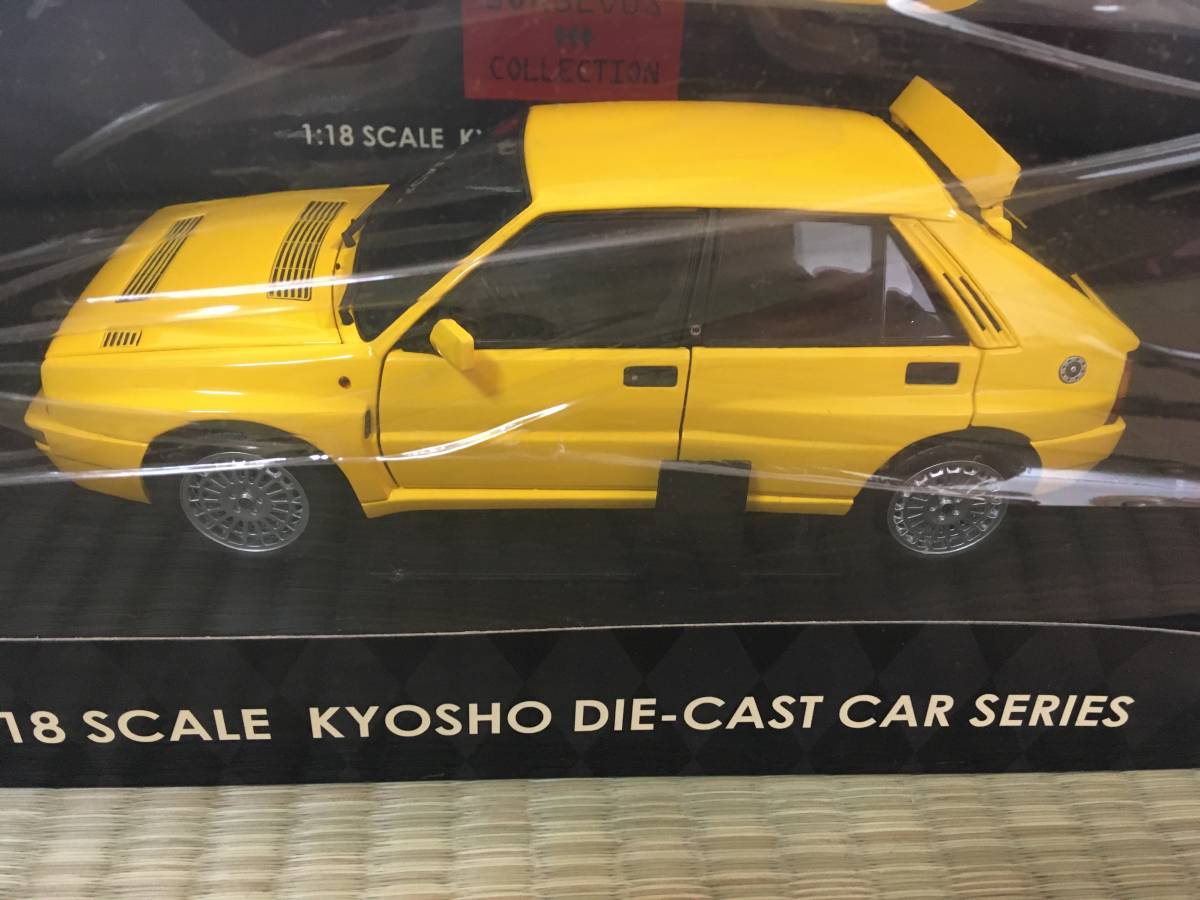 COLLECTION
1:18 SCALE
18 SCALE KYOSHO DIE-CAST CAR SERIES